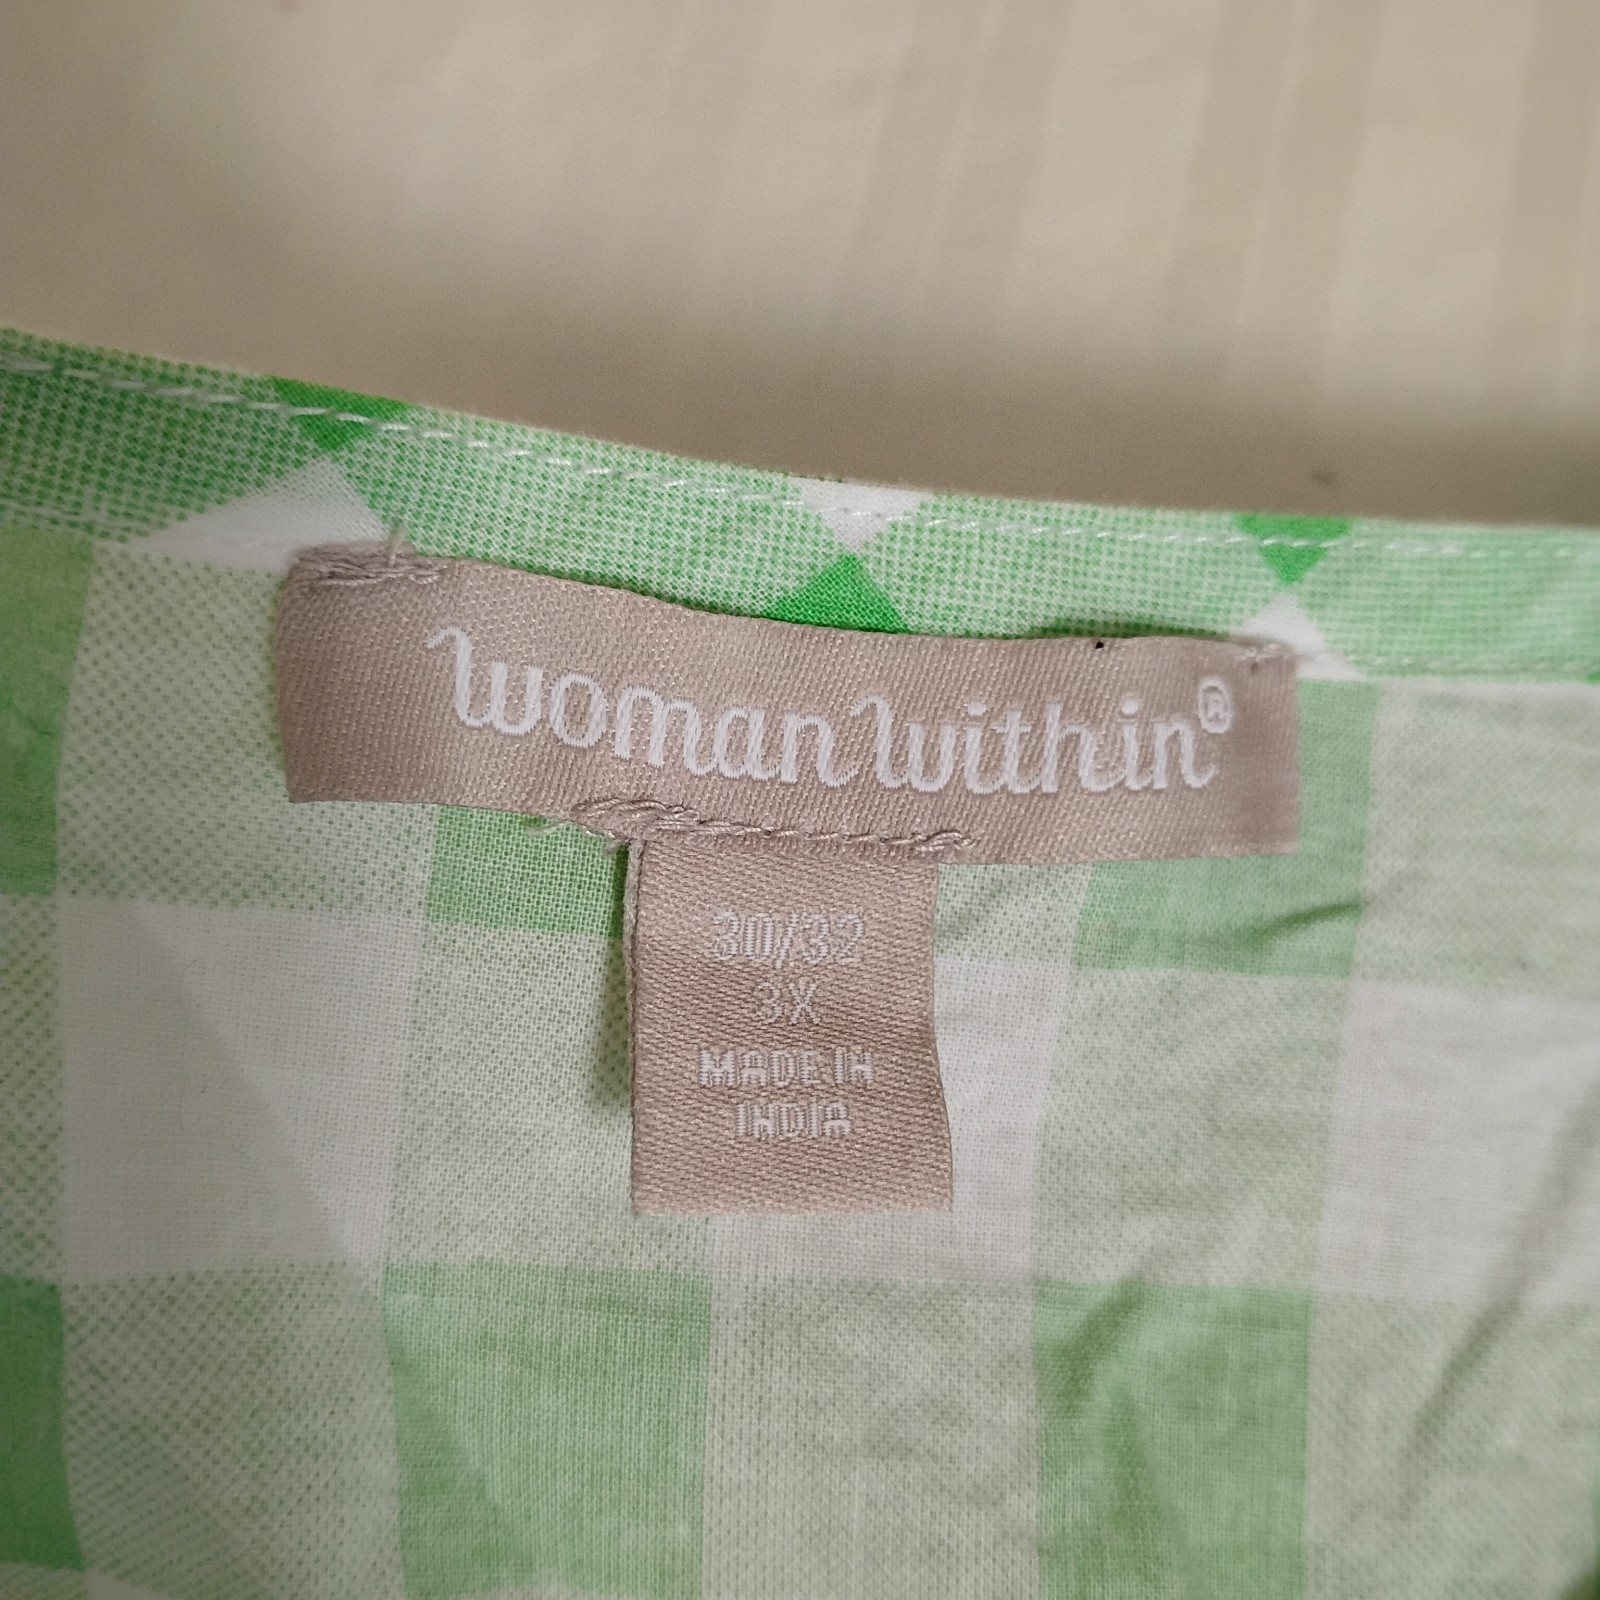 woman within®
30/32
3X
MADE IN
INDIA